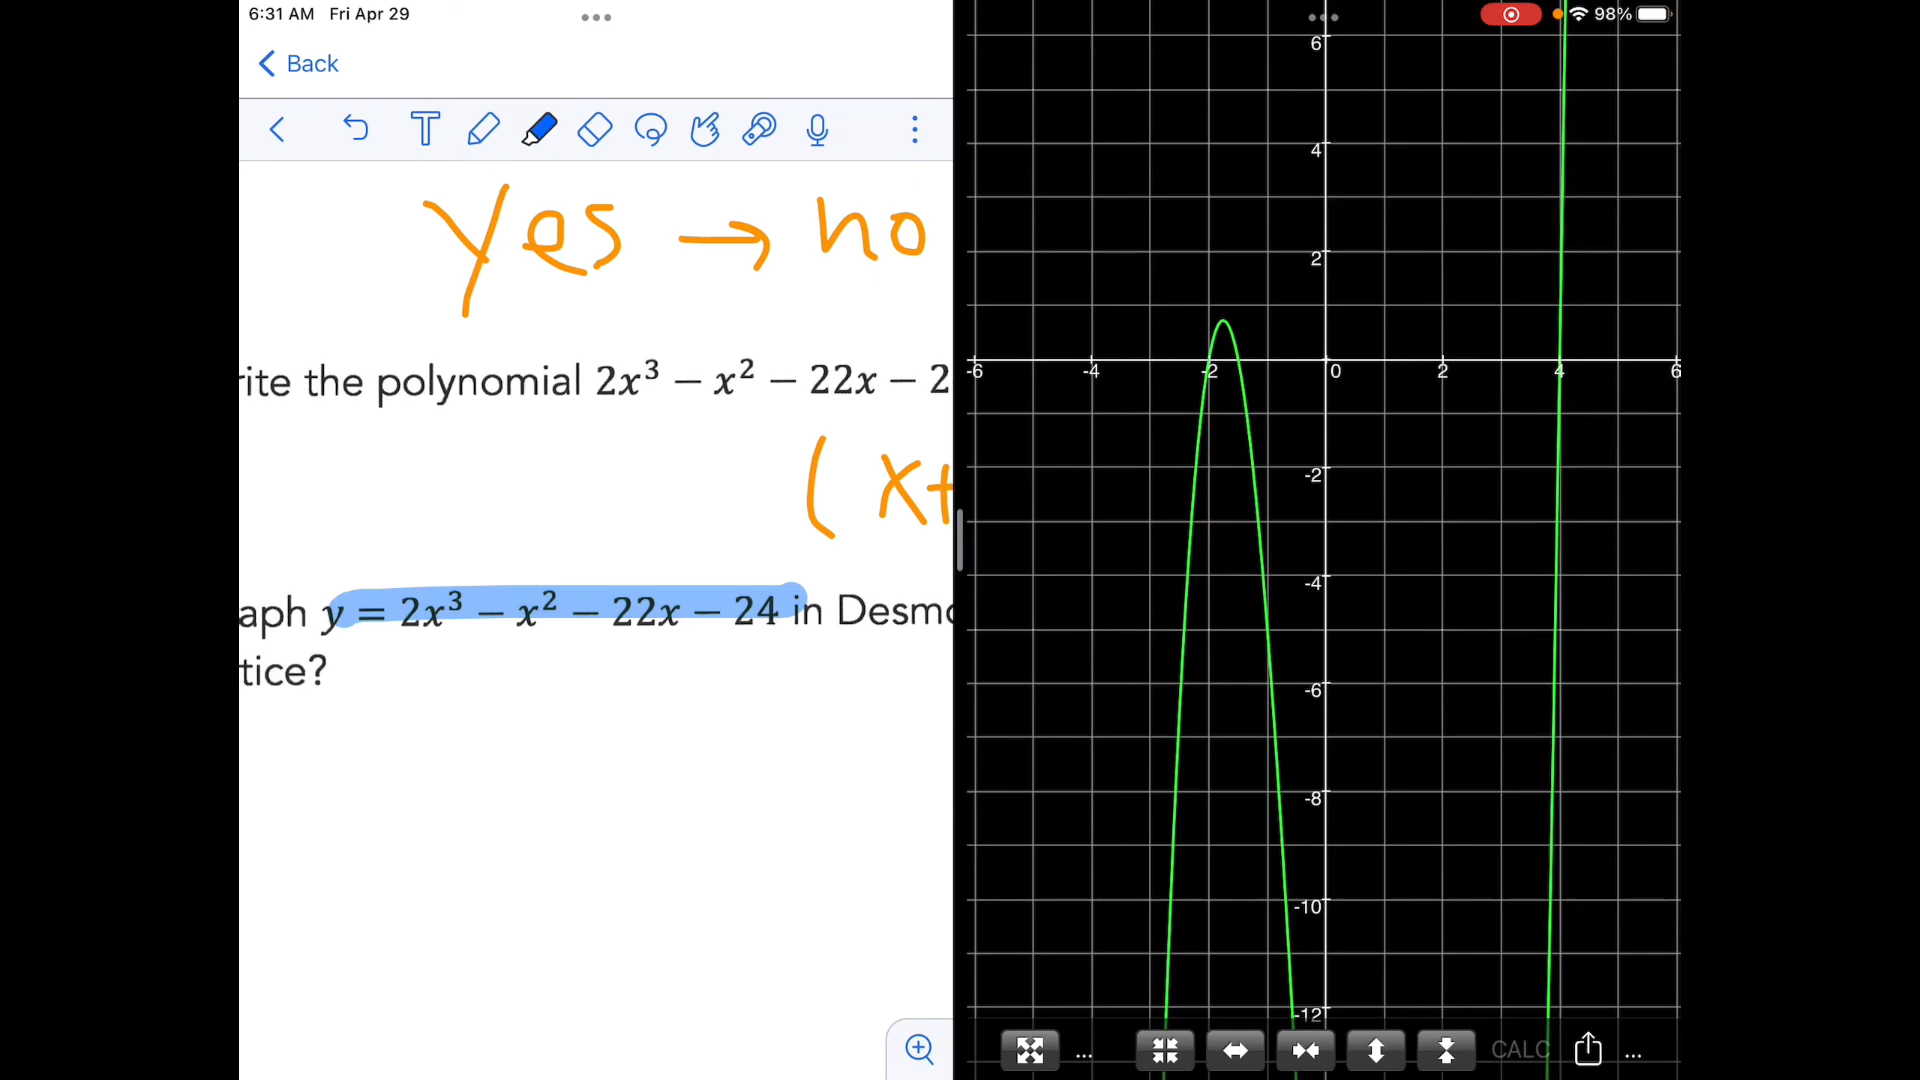 6:31 AM Fri Apr 29
98%
Back
Yes → no
rite the polynomial 2x³ − x² − 22x − 2
( x+
aph y = 2x³ − x² − 22x − 24 in Desmo
tice?
6
4
2
-6 -4 -2 0 2 4 6
-2
-4
-6
-8
-10
-12
... CALC ...